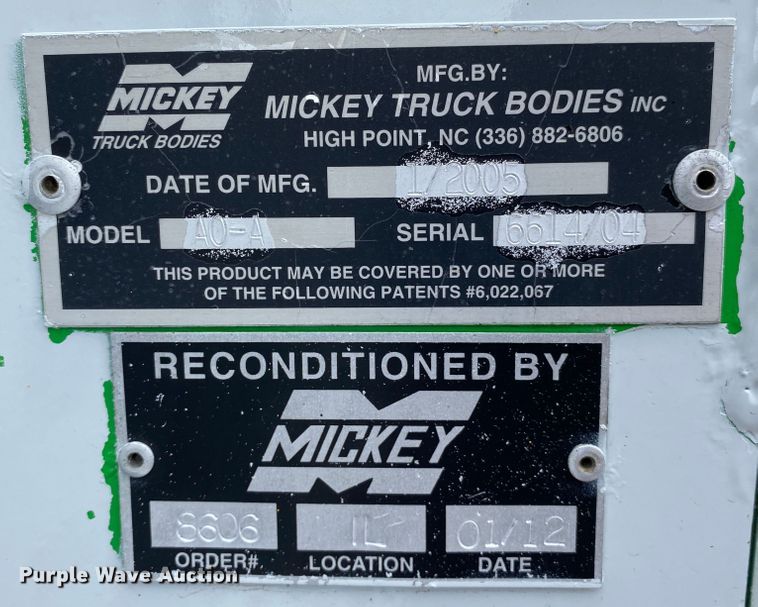 MICKEY
TRUCK BODIES
MFG.BY:
MICKEY TRUCK BODIES INC
HIGH POINT, NC (336) 882-6806
DATE OF MFG. 1/2005
MODEL AO-A SERIAL 6614704
THIS PRODUCT MAY BE COVERED BY ONE OR MORE
OF THE FOLLOWING PATENTS #6,022,067
RECONDITIONED BY
MICKEY
8606 IL 01/12
ORDER# LOCATION DATE
Purple Wave Auction